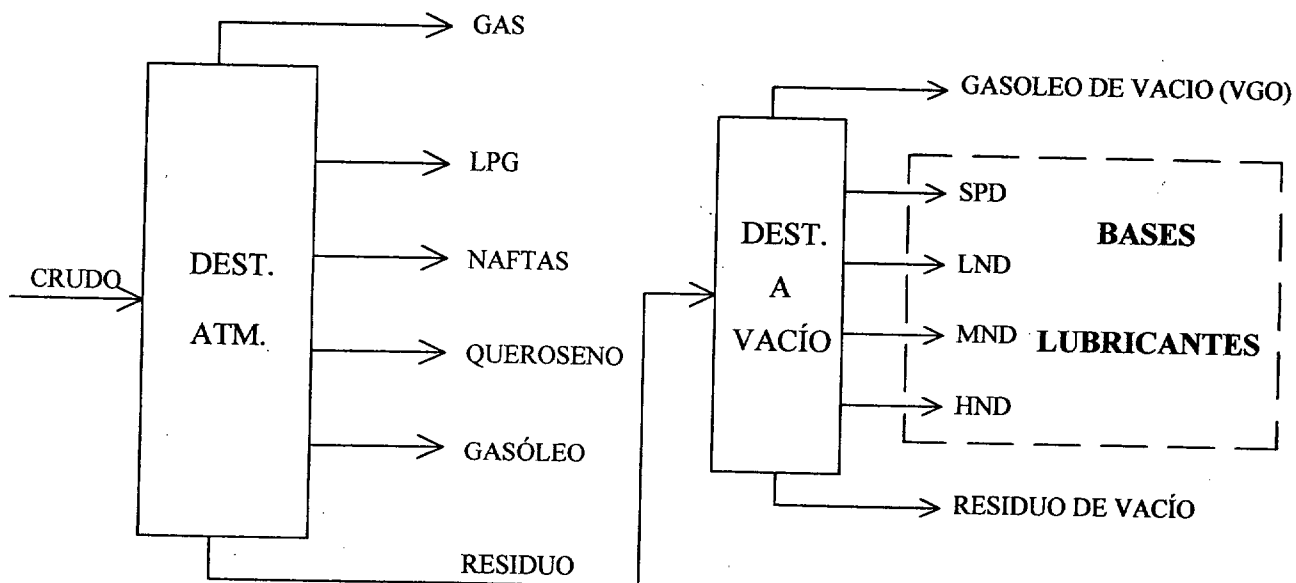 GAS
LPG
NAFTAS
QUEROSENO
GASÓLEO
CRUDO
DEST.
ATM.
RESIDUO
GASOLEO DE VACIO (VGO)
DEST.
A
VACÍO
SPD
LND
MND
HND
BASES
LUBRICANTES
RESIDUO DE VACÍO